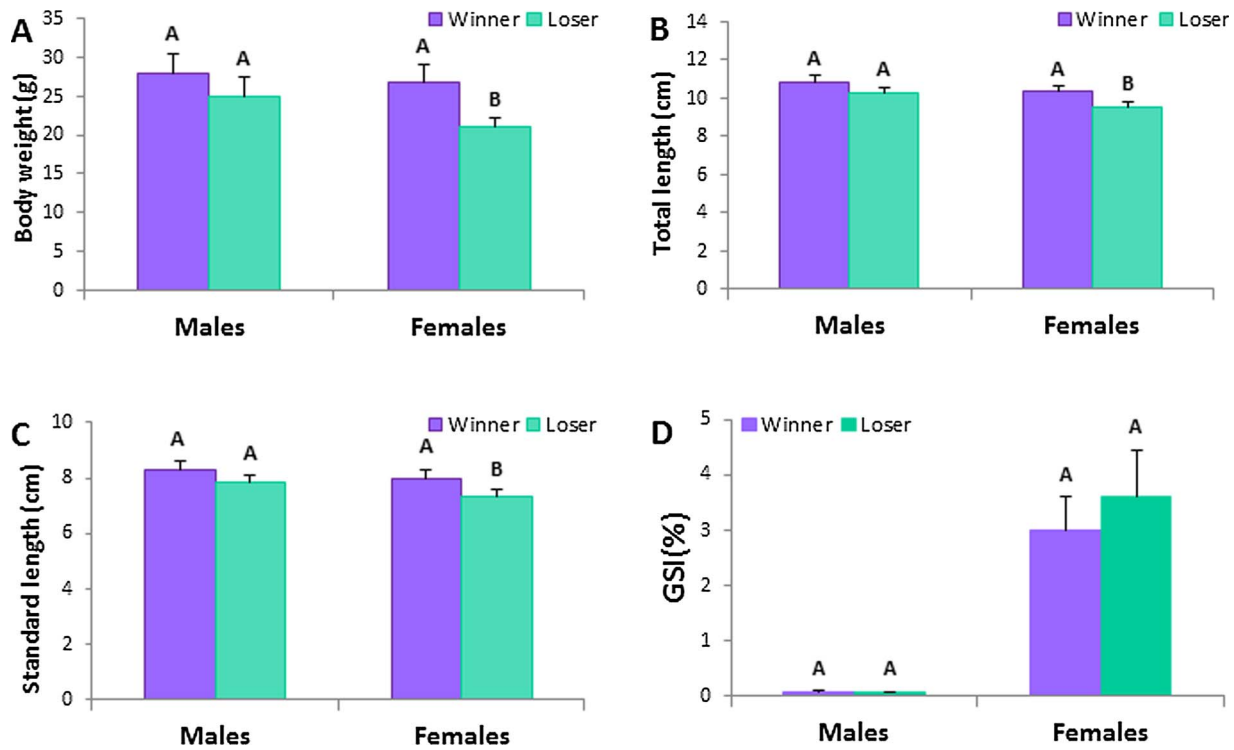 A
Winner Loser
Body weight (g)
35
30
25
20
15
10
5
0
A
A
A
B
Males Females
B
Winner Loser
Total length (cm)
14
12
10
8
6
4
2
0
A
A
A
B
Males Females
C
Winner Loser
Standard length (cm)
10
8
6
4
2
0
A
A
A
B
Males Females
D
Winner Loser
GSI(%)
5
4
3
2
1
0
A
A
A
A
Males Females